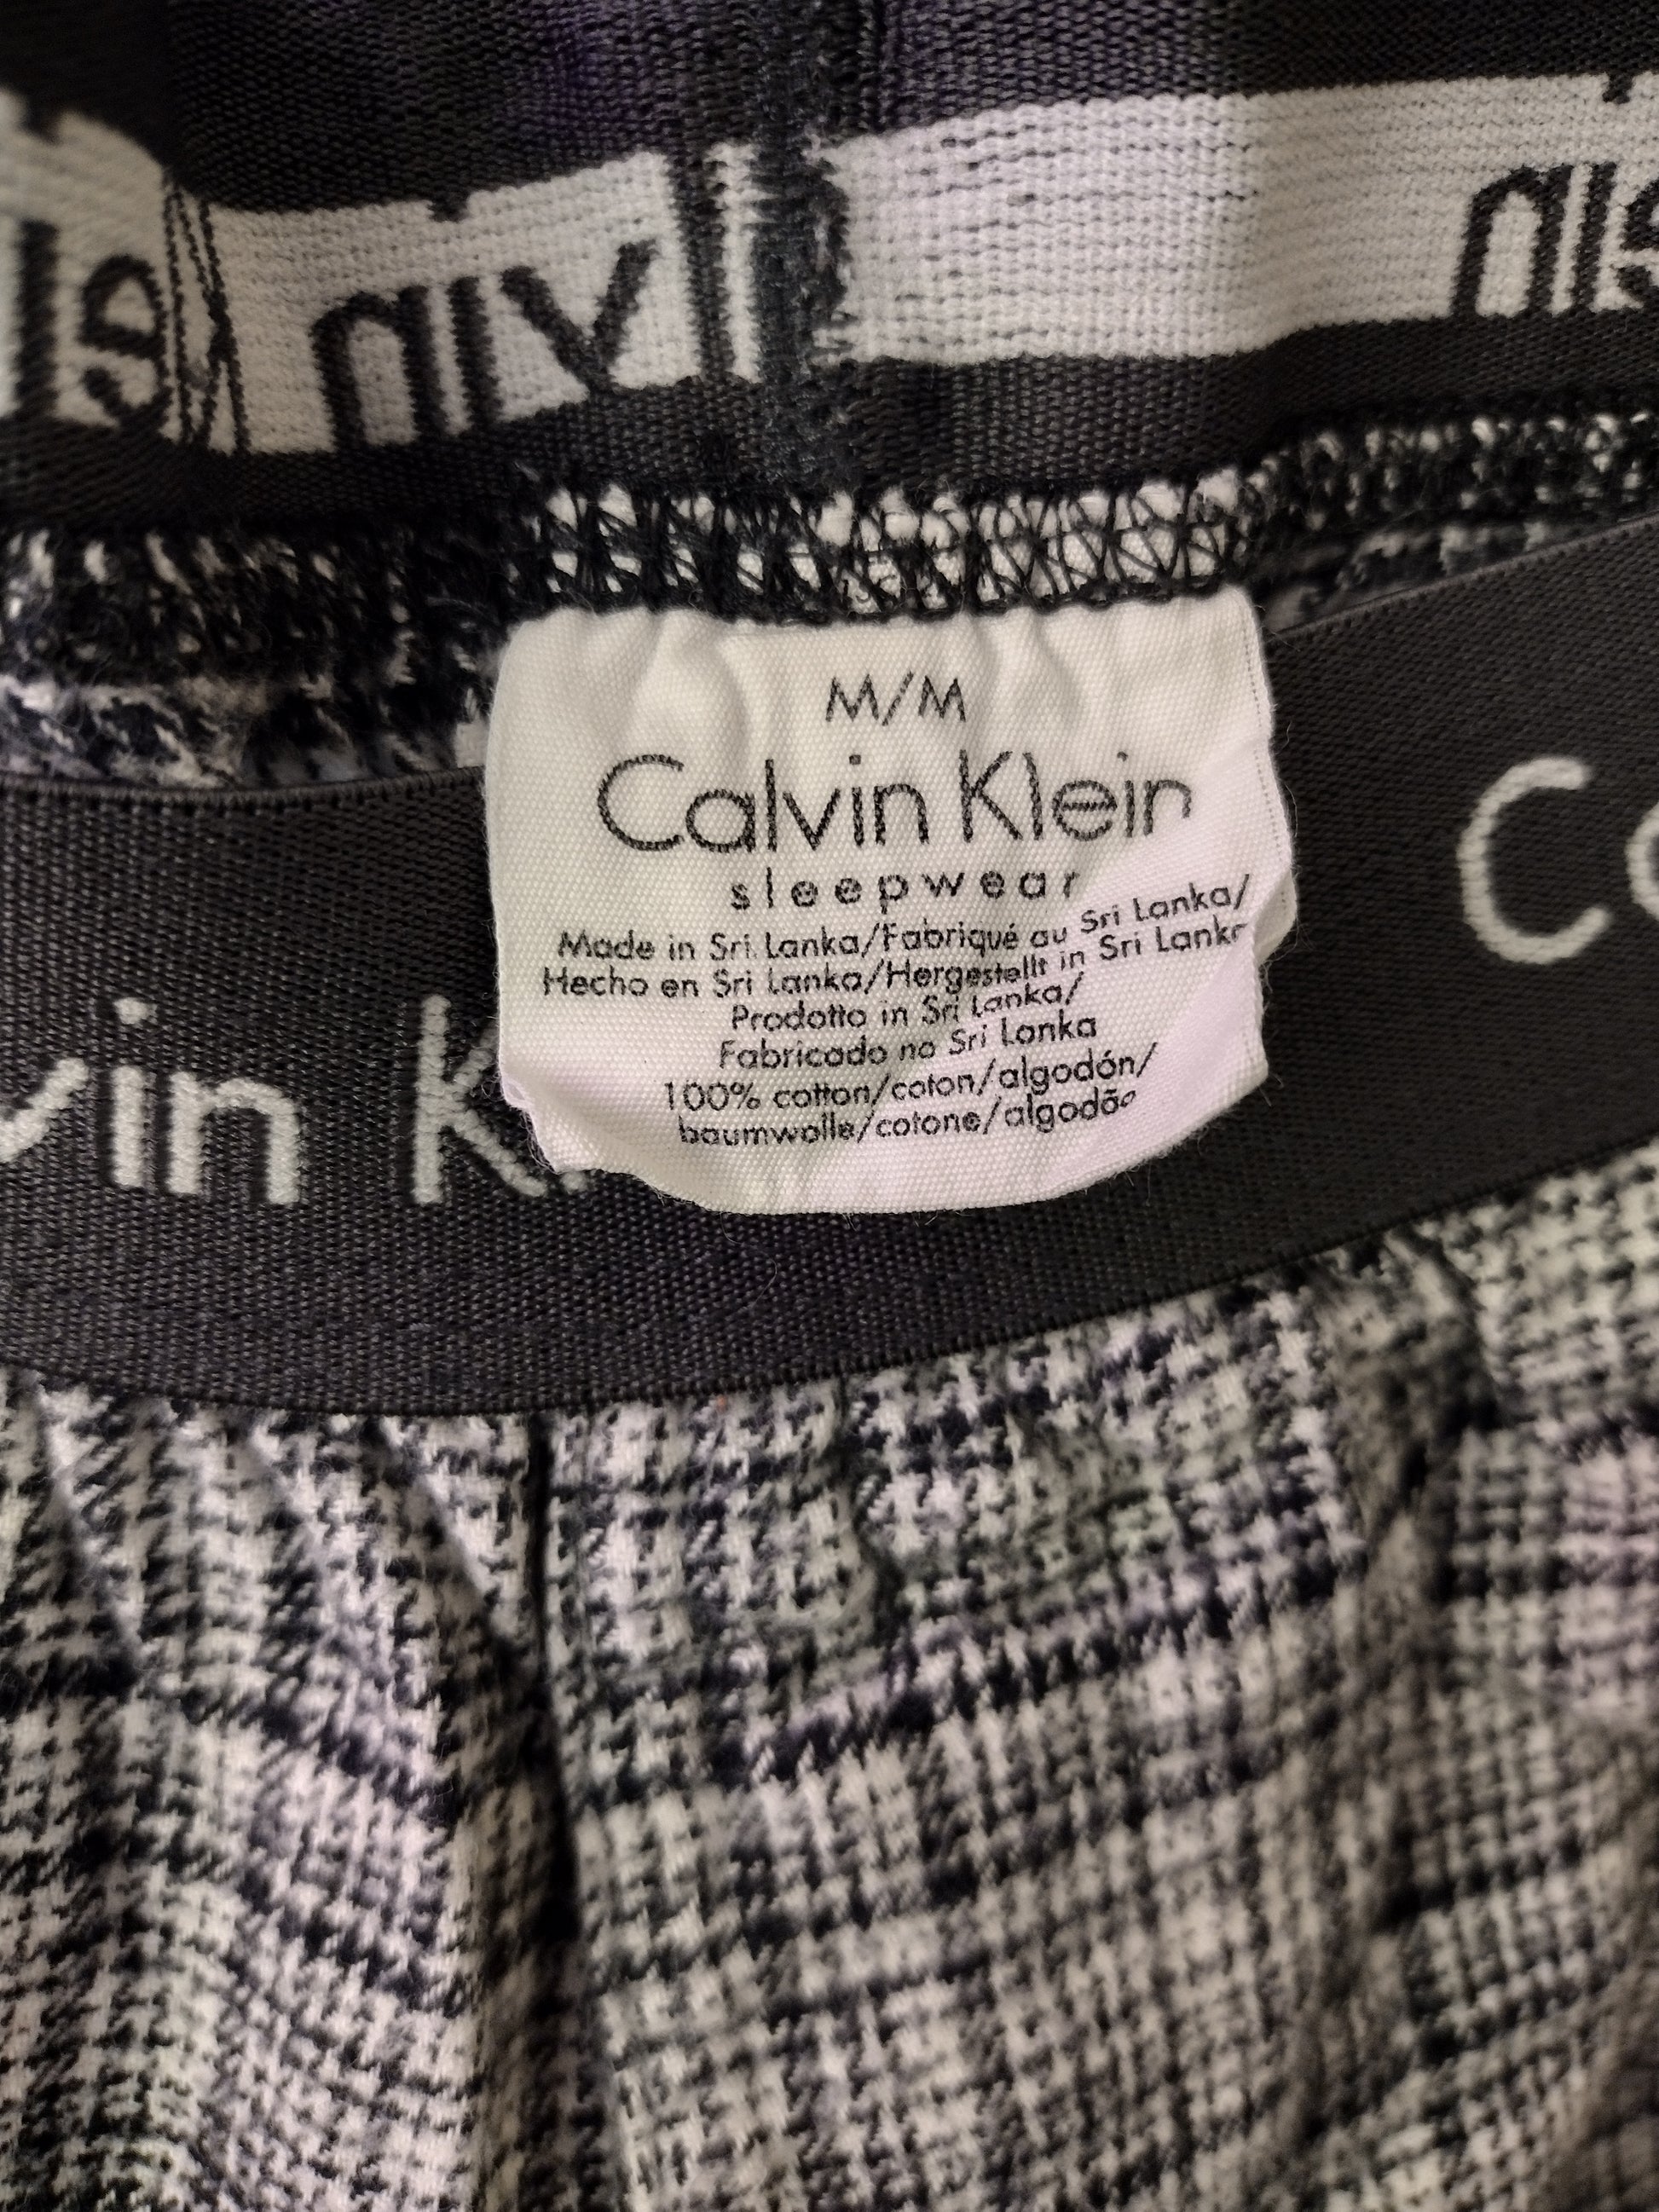 M/M
Calvin Klein
sleepwear
Made in Sri Lanka/Fabriqué au Sri Lanka/
Hecho en Sri Lanka/Hergestellt in Sri Lanka
Prodotto in Sri Lanka/
Fabricado no Sri Lanka
100% cotton/coton/algodón/
baumwolle/cotone/algodão
vin K